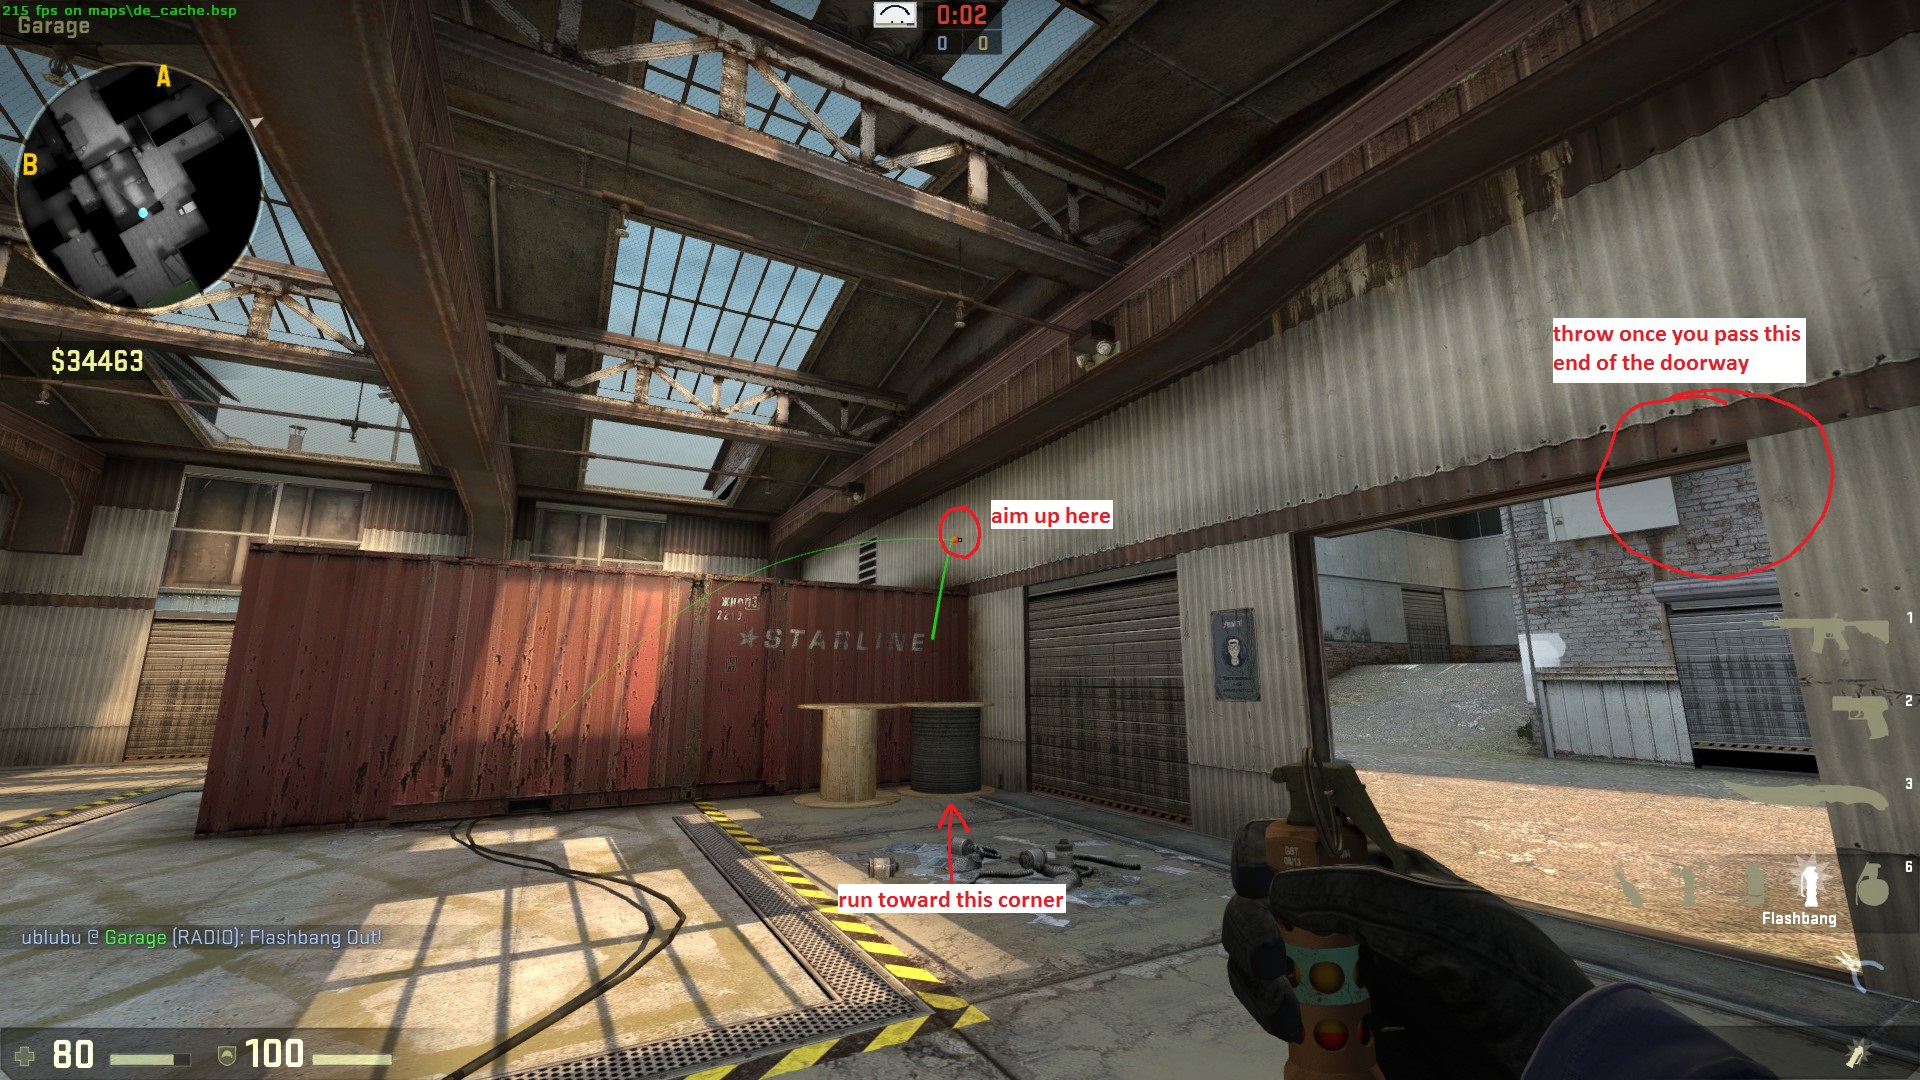 215 fps on maps\de_cache.bsp
Garage
0:02
0 0
A
B
$34463
throw once you pass this
end of the doorway
aim up here
ЖНОПЗ
2213
★STARLINE
1
2
3
6
run toward this corner
Flashbang
ublubu @ Garage (RADIO): Flashbang Out!
80
100